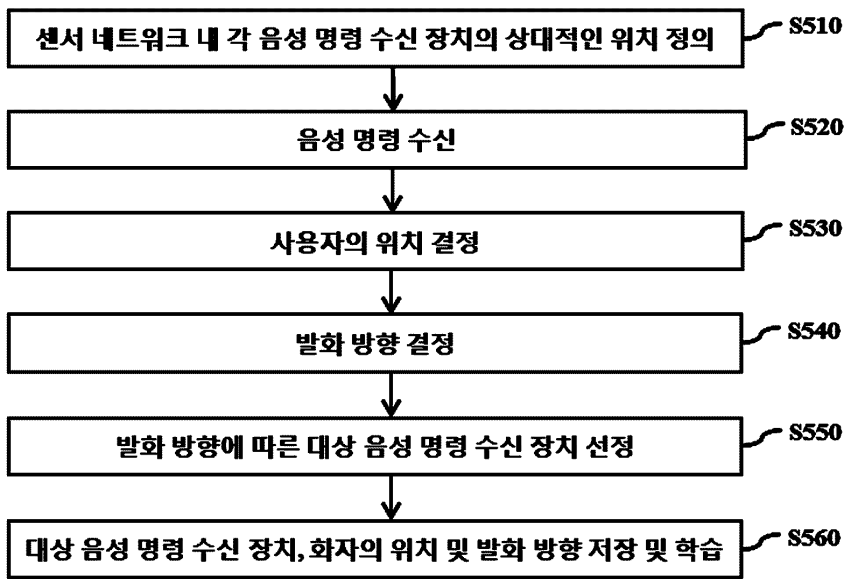 센서 네트워크 내 각 음성 명령 수신 장치의 상대적인 위치 정의
S510
음성 명령 수신
S520
사용자의 위치 결정
S530
발화 방향 결정
S540
발화 방향에 따른 대상 음성 명령 수신 장치 선정
S550
대상 음성 명령 수신 장치, 화자의 위치 및 발화 방향 저장 및 학습
S560